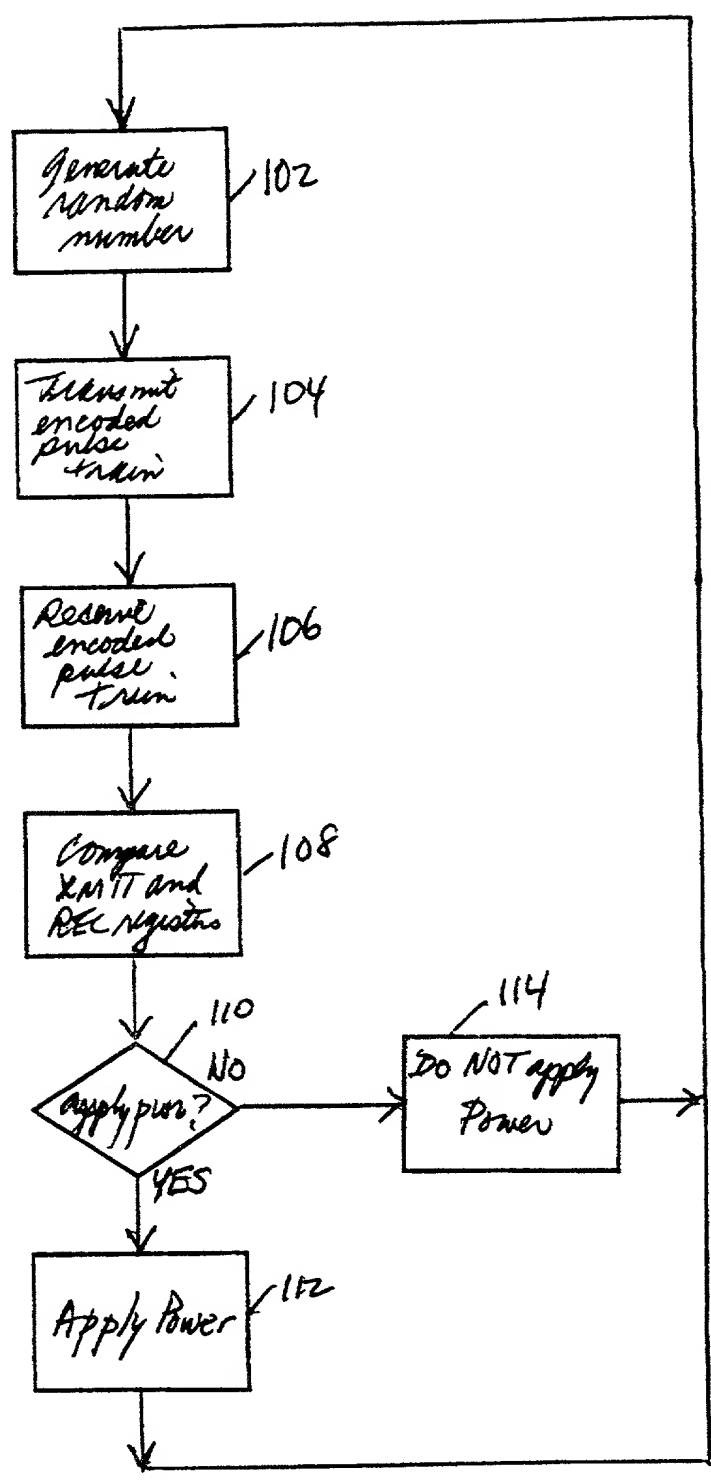 Generate
random
number
102
Transmit
encoded
pulse
train
104
Receive
encoded
pulse
train
106
Compare
XMIT and
REC registers
108
110
NO
apply pwr?
YES
114
Do NOT apply
Power
Apply Power
112